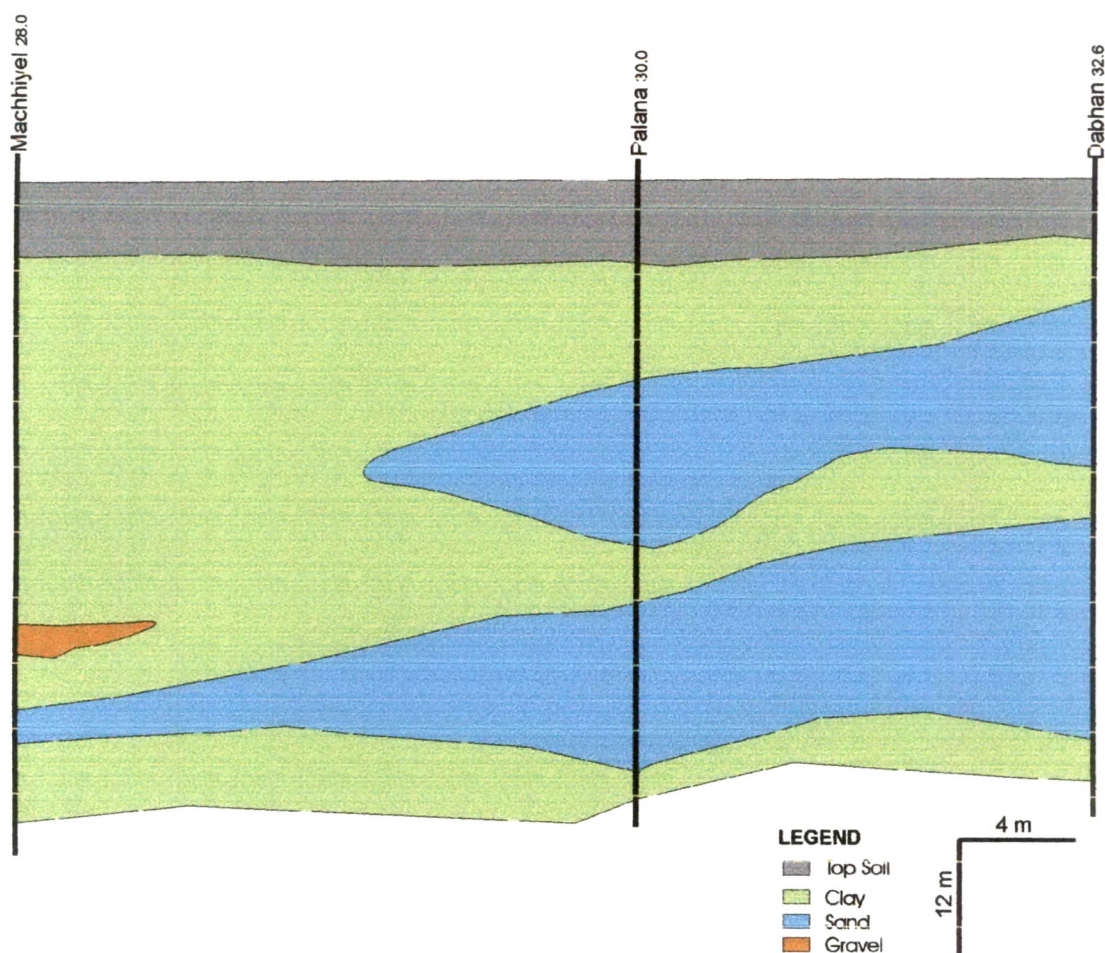 Machhiyel 28.0
Palana 30.0
Dabhan 32.6
LEGEND
Top Soil
Clay
Sand
Gravel
4 m
12 m